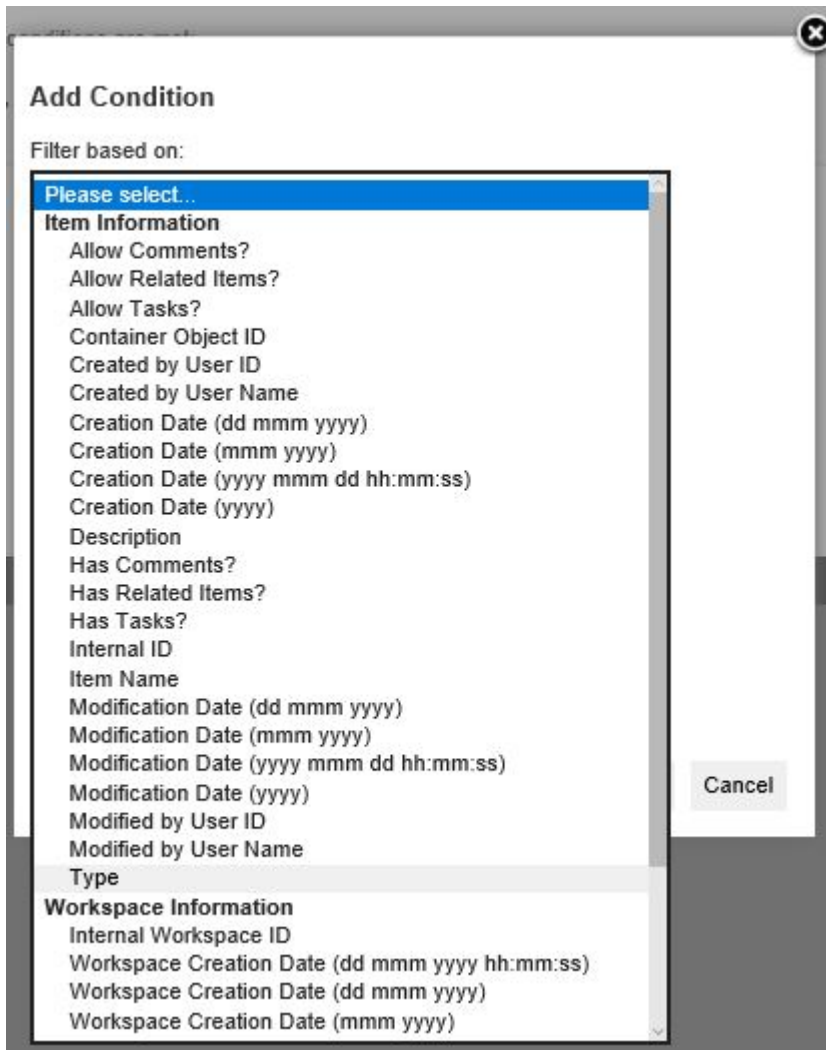 conditions are met:
Add Condition
Filter based on:
Please select...
Item Information
Allow Comments?
Allow Related Items?
Allow Tasks?
Container Object ID
Created by User ID
Created by User Name
Creation Date (dd mmm yyyy)
Creation Date (mmm yyyy)
Creation Date (yyyy mmm dd hh:mm:ss)
Creation Date (yyyy)
Description
Has Comments?
Has Related Items?
Has Tasks?
Internal ID
Item Name
Modification Date (dd mmm yyyy)
Modification Date (mmm yyyy)
Modification Date (yyyy mmm dd hh:mm:ss)
Modification Date (yyyy)
Cancel
Modified by User ID
Modified by User Name
Type
Workspace Information
Internal Workspace ID
Workspace Creation Date (dd mmm yyyy hh:mm:ss)
Workspace Creation Date (dd mmm yyyy)
Workspace Creation Date (mmm yyyy)